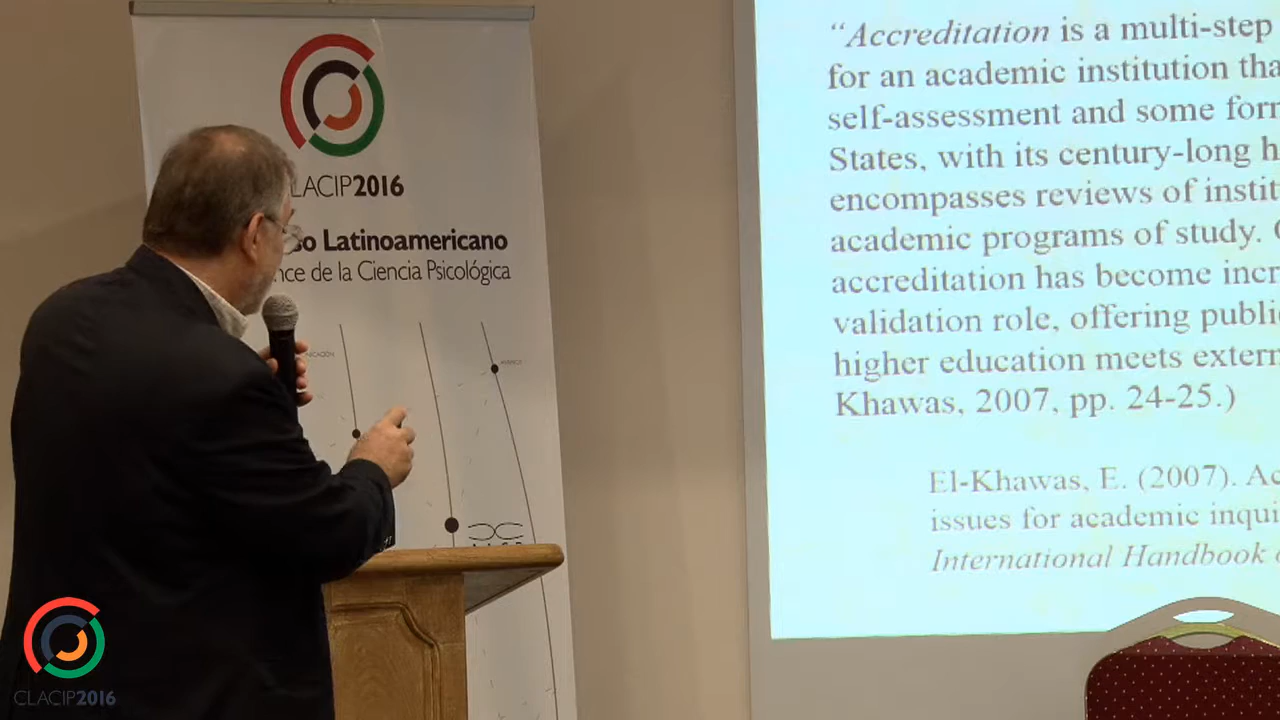 LACIP2016
so Latinoamericano
nce de la Ciencia Psicológica
“Accreditation is a multi-step
for an academic institution tha
self-assessment and some for
States, with its century-long h
encompasses reviews of instit
academic programs of study.
accreditation has become incr
validation role, offering publi
higher education meets extern
Khawas, 2007, pp. 24-25.)
El-Khawas, E. (2007). Ac
issues for academic inqui
International Handbook
CLACIP2016